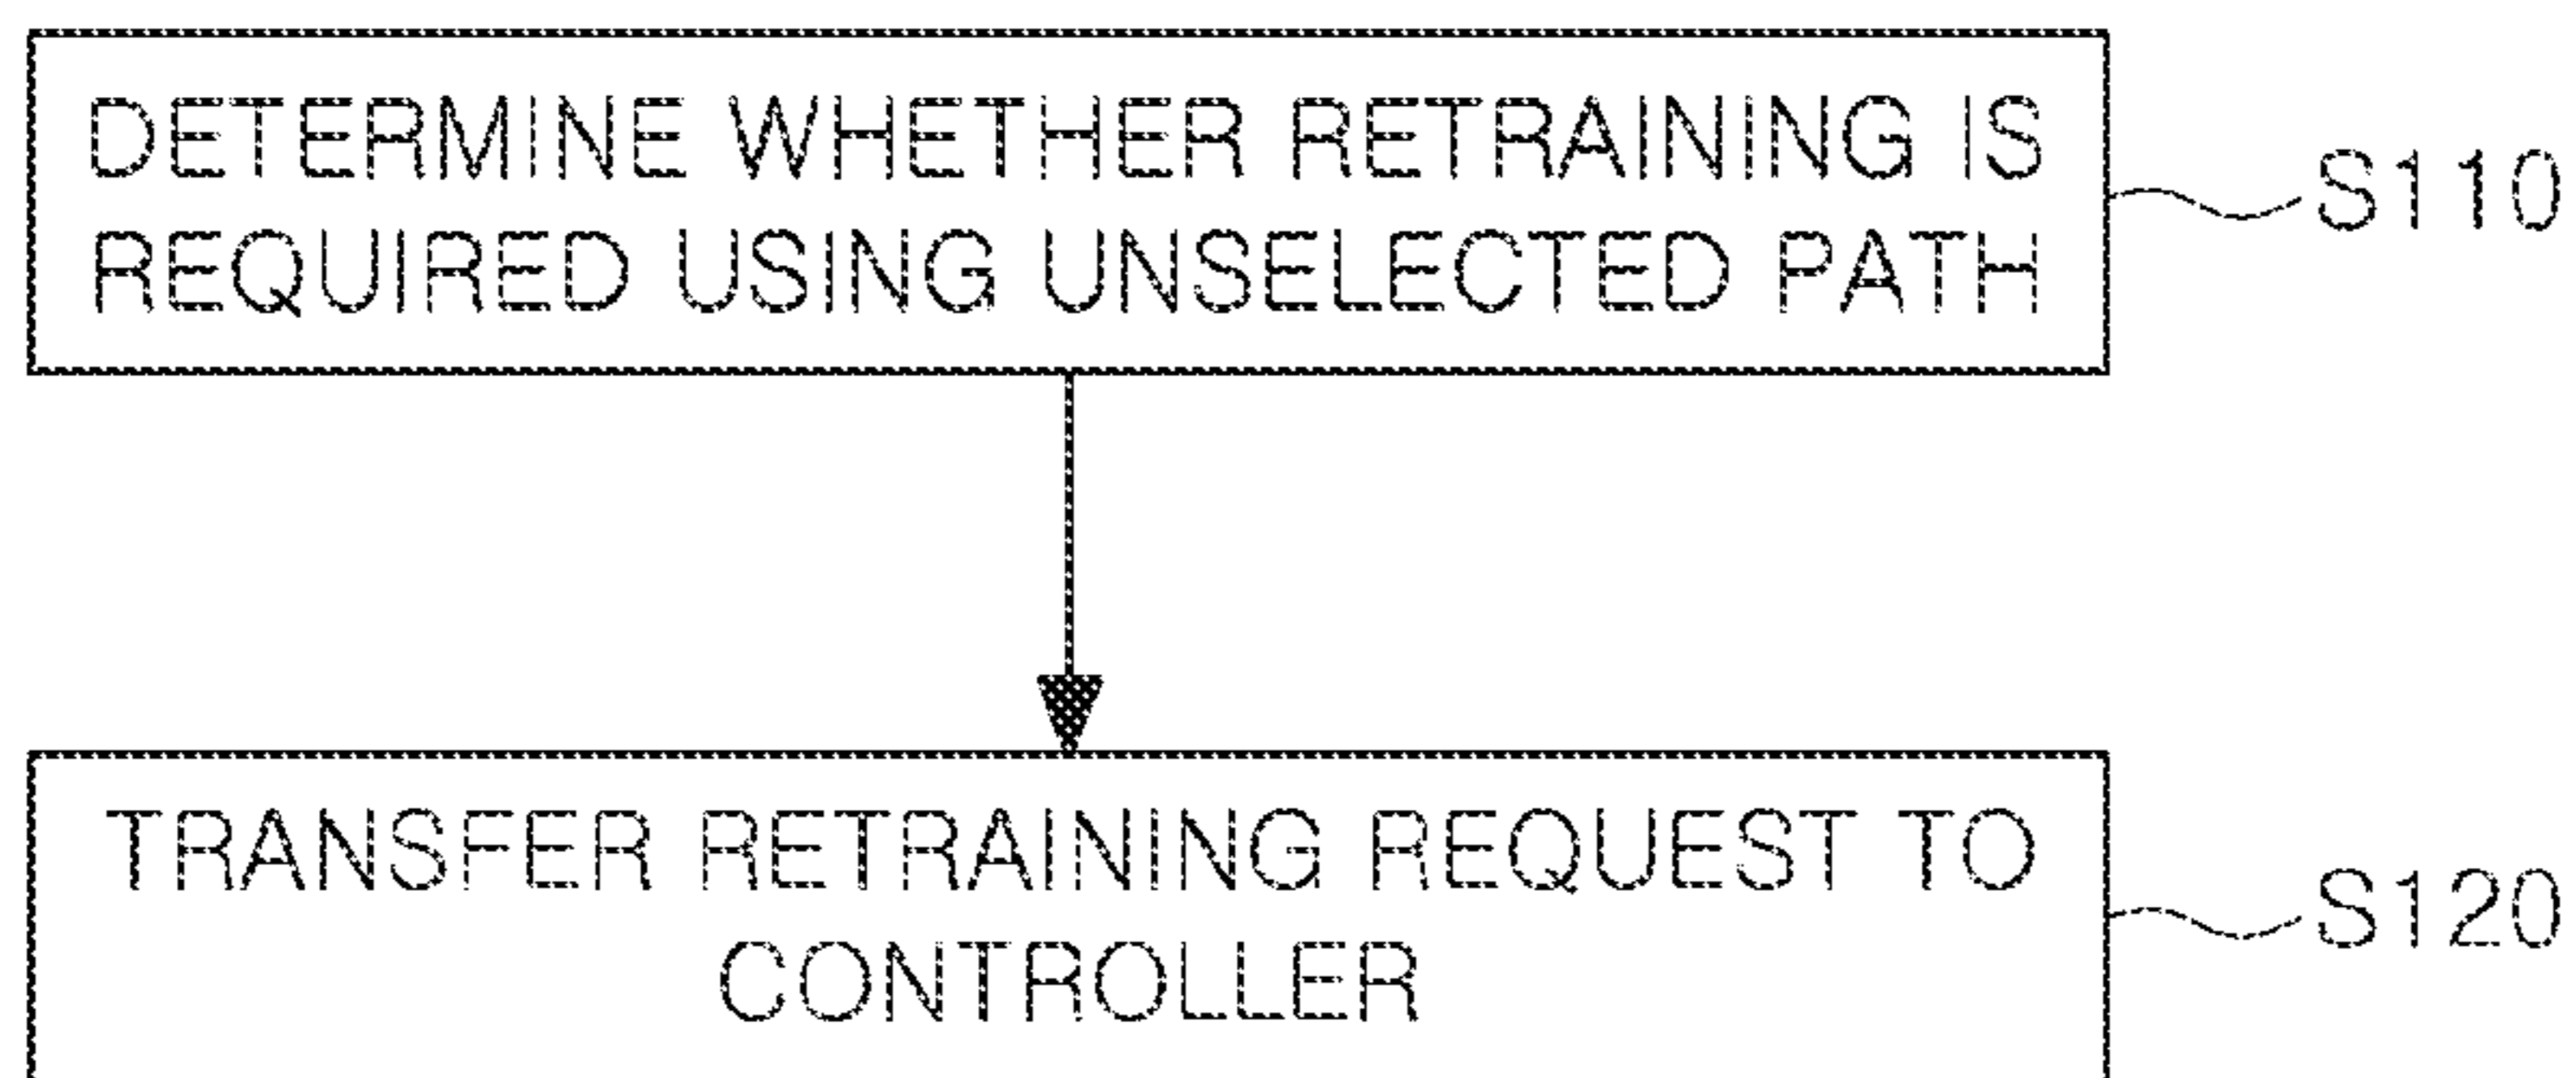 DETERMINE WHETHER RETRAINING IS
REQUIRED USING UNSELECTED PATH
S110
TRANSFER RETRAINING REQUEST TO
CONTROLLER
S120